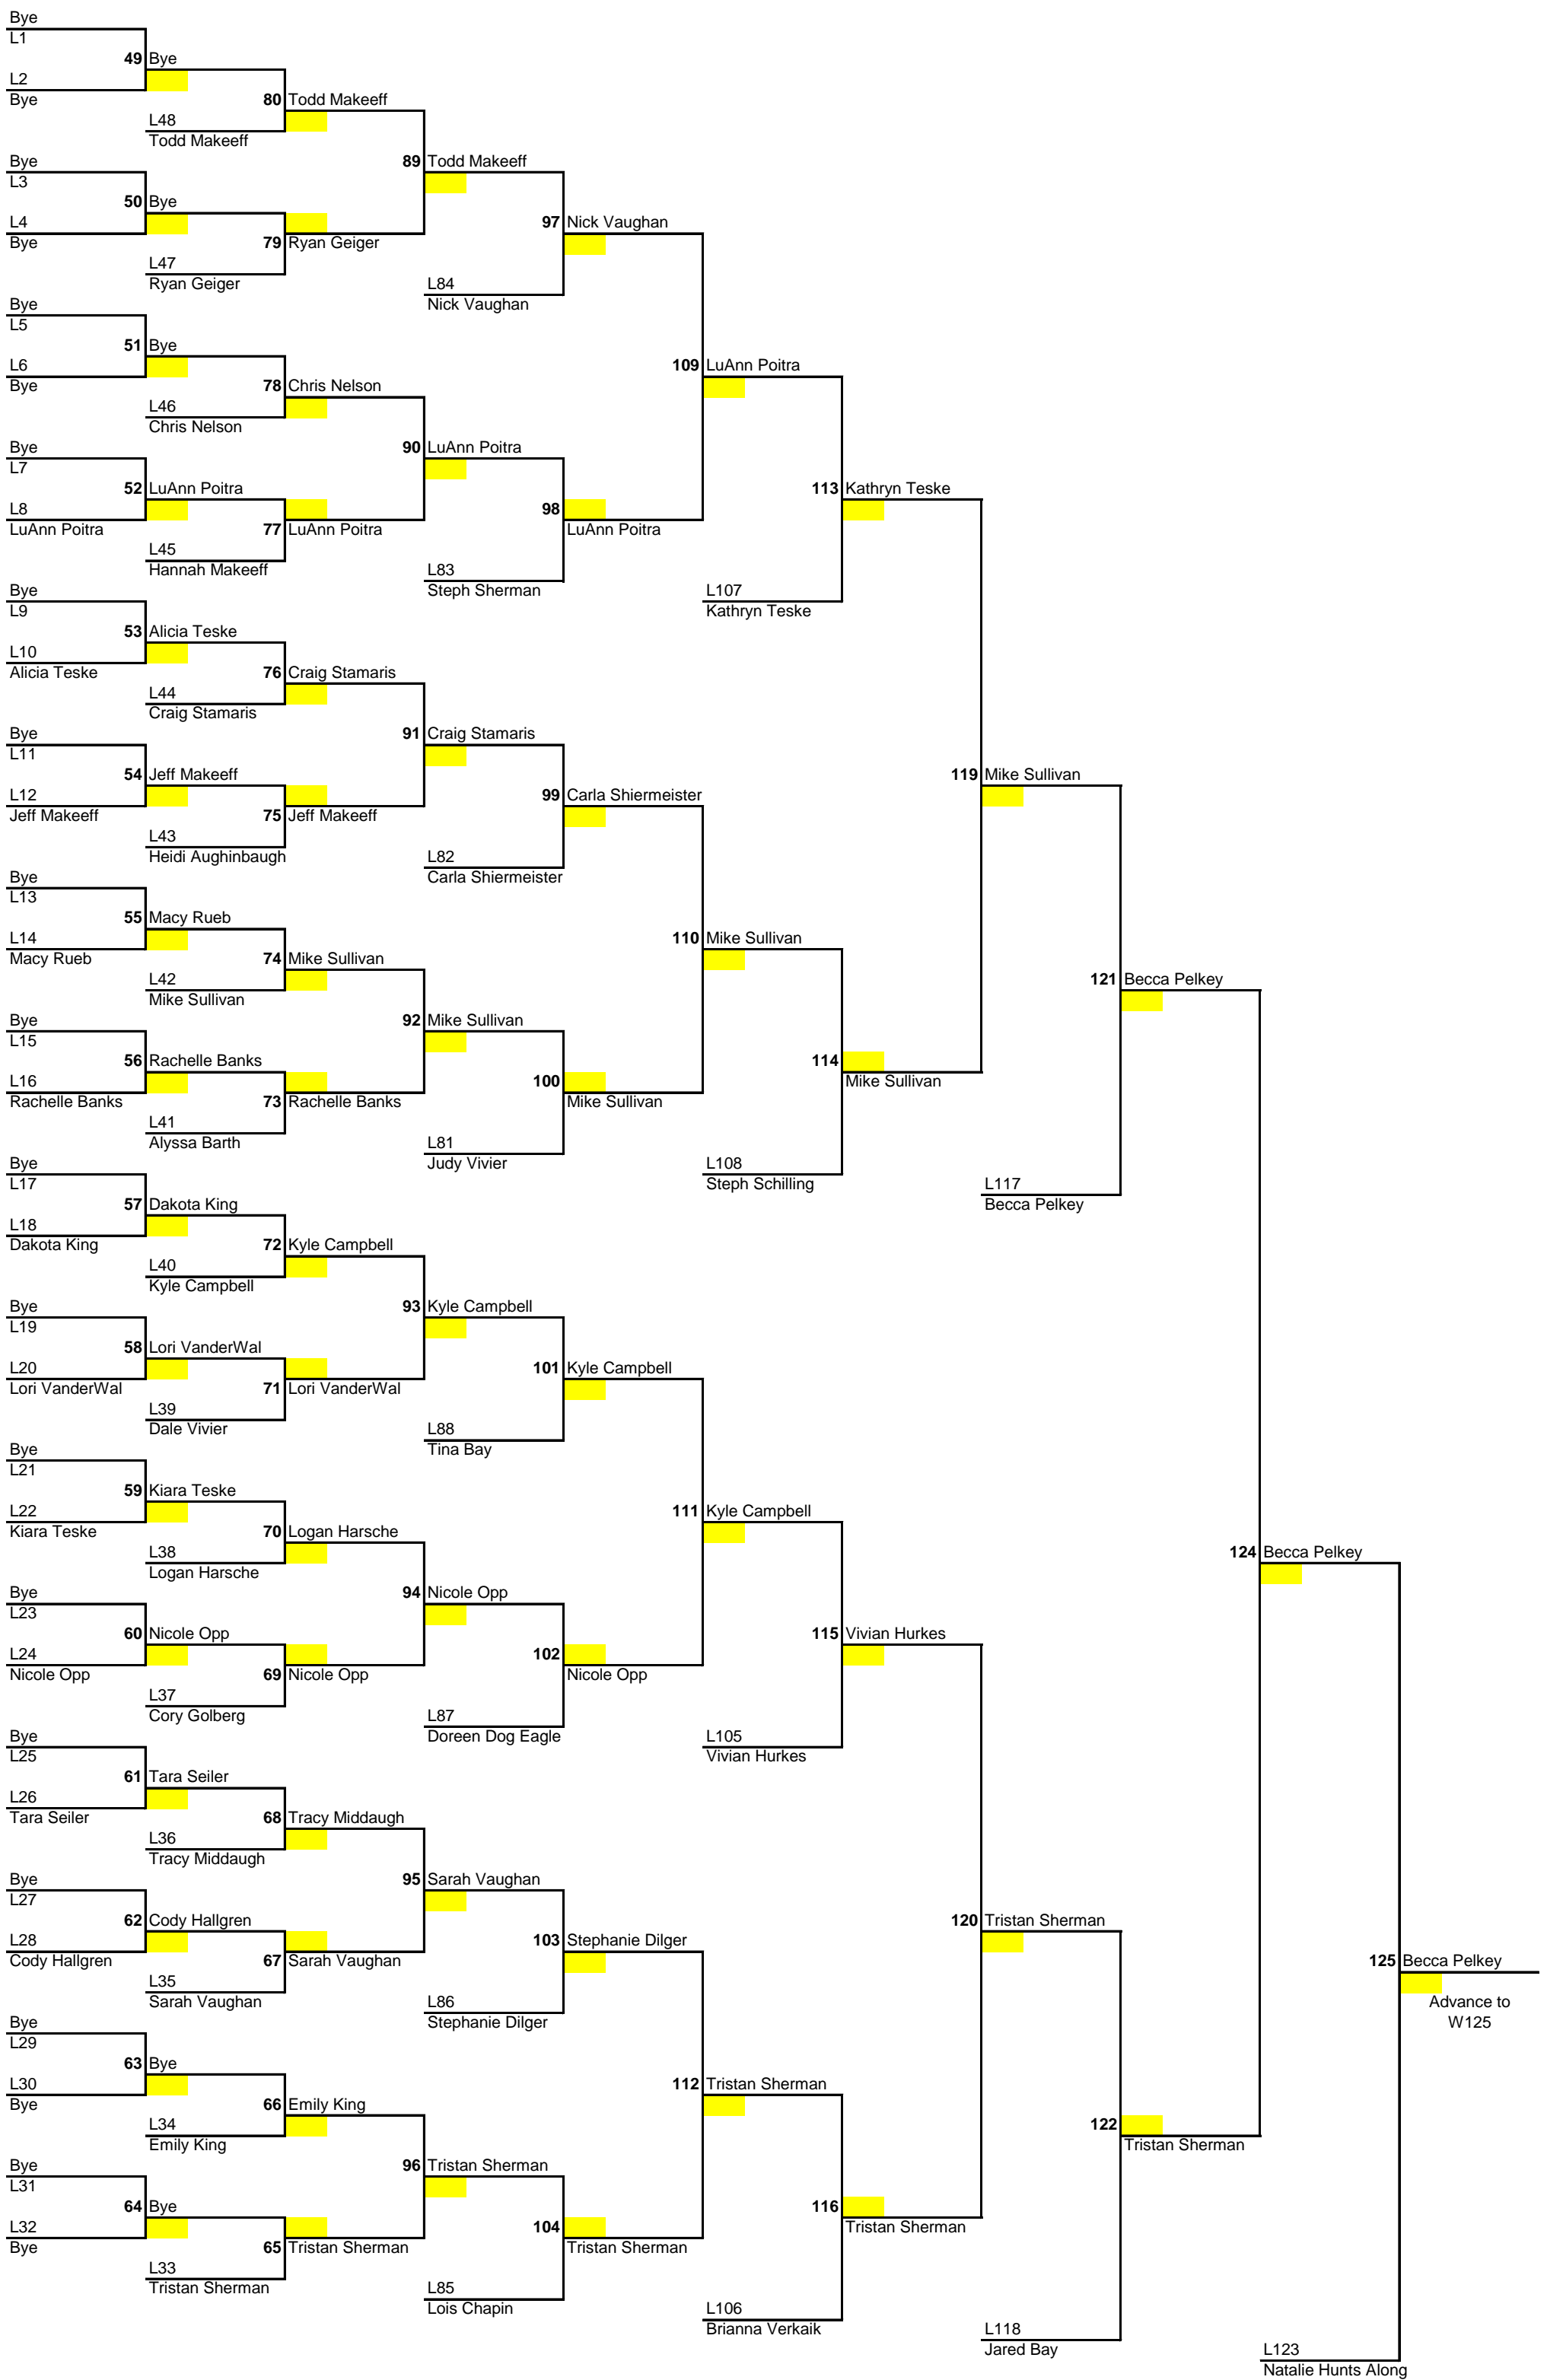 Bye
L1
49 Bye
L2
Bye
80 Todd Makeeff
L48
Todd Makeeff
Bye
89 Todd Makeeff
L3
50 Bye
L4
97 Nick Vaughan
Bye
79 Ryan Geiger
L47
Ryan Geiger
L84
Nick Vaughan
Bye
L5
51 Bye
L6
109 LuAnn Poitra
Bye
78 Chris Nelson
L46
Chris Nelson
Bye
90 LuAnn Poitra
L7
52 LuAnn Poitra
113 Kathryn Teske
L8
98
LuAnn Poitra
77 LuAnn Poitra
LuAnn Poitra
L45
Hannah Makeeff
L83
Steph Sherman
Bye
L107
L9
Kathryn Teske
53 Alicia Teske
L10
Alicia Teske
76 Craig Stamaris
L44
Craig Stamaris
Bye
91 Craig Stamaris
L11
54 Jeff Makeeff
119 Mike Sullivan
L12
99 Carla Shiermeister
Jeff Makeeff
75 Jeff Makeeff
L43
Heidi Aughinbaugh
L82
Carla Shiermeister
Bye
L13
55 Macy Rueb
L14
110 Mike Sullivan
Macy Rueb
74 Mike Sullivan
L42
121 Becca Pelkey
Mike Sullivan
Bye
92 Mike Sullivan
L15
56 Rachelle Banks
114
L16
100
Mike Sullivan
Rachelle Banks
73 Rachelle Banks
Mike Sullivan
L41
Alyssa Barth
L81
Judy Vivier
Bye
L108
L17
Steph Schilling
L117
57 Dakota King
Becca Pelkey
L18
Dakota King
72 Kyle Campbell
L40
Kyle Campbell
Bye
93 Kyle Campbell
L19
58 Lori VanderWal
L20
101 Kyle Campbell
Lori VanderWal
71 Lori VanderWal
L39
Dale Vivier
L88
Tina Bay
Bye
L21
59 Kiara Teske
L22
111 Kyle Campbell
Kiara Teske
70 Logan Harsche
L38
124 Becca Pelkey
Logan Harsche
Bye
94 Nicole Opp
L23
60 Nicole Opp
115 Vivian Hurkes
L24
102
Nicole Opp
69 Nicole Opp
Nicole Opp
L37
Cory Golberg
L87
Doreen Dog Eagle
Bye
L105
L25
Vivian Hurkes
61 Tara Seiler
L26
Tara Seiler
68 Tracy Middaugh
L36
Tracy Middaugh
Bye
95 Sarah Vaughan
L27
62 Cody Hallgren
120 Tristan Sherman
L28
103 Stephanie Dilger
Cody Hallgren
67 Sarah Vaughan
125 Becca Pelkey
L35
Sarah Vaughan
L86
Advance to
Stephanie Dilger
W125
Bye
L29
63 Bye
L30
112 Tristan Sherman
Bye
66 Emily King
L34
122
Emily King
Tristan Sherman
Bye
96 Tristan Sherman
L31
64 Bye
116
L32
104
Tristan Sherman
Bye
65 Tristan Sherman
Tristan Sherman
L33
Tristan Sherman
L85
Lois Chapin
L106
Brianna Verkaik
L118
Jared Bay
L123
Natalie Hunts Along